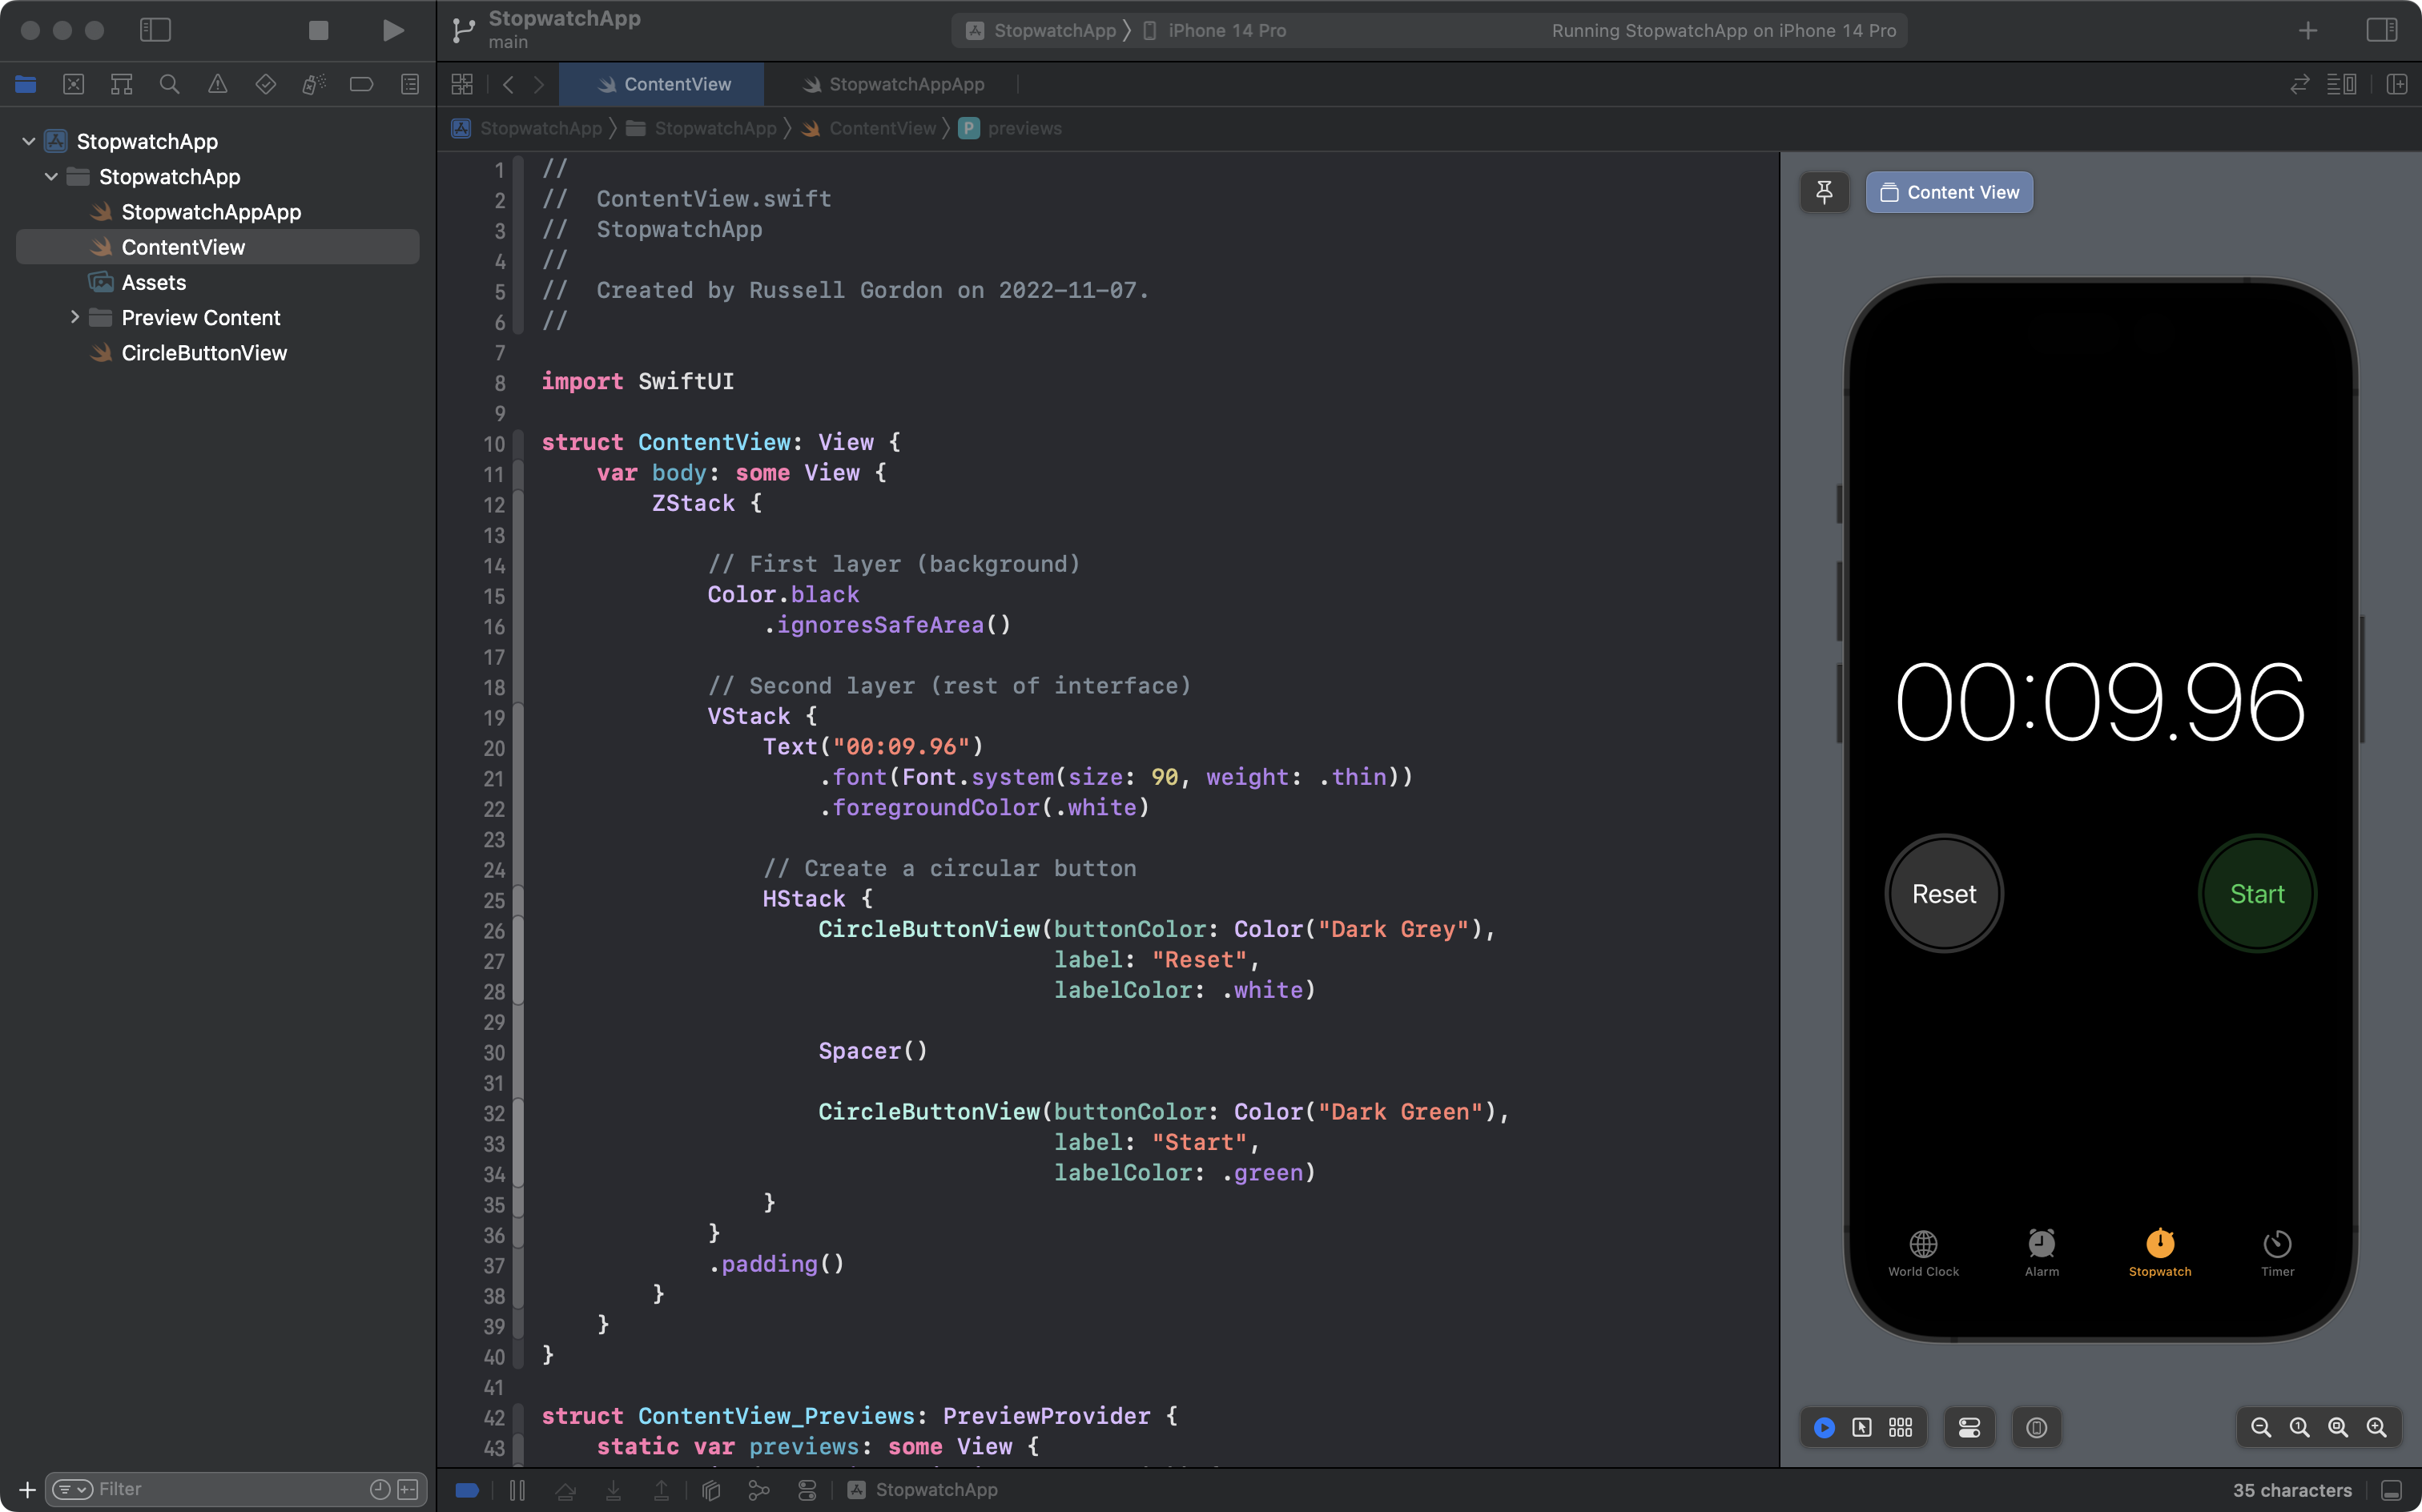 StopwatchApp
main
StopwatchApp
iPhone 14 Pro
Running StopwatchApp on iPhone 14 Pro
ContentView
StopwatchAppApp
StopwatchApp
StopwatchApp
ContentView
P
previews
StopwatchApp
StopwatchApp
StopwatchAppApp
ContentView
Assets
Preview Content
CircleButtonView
Filter
1 //
2 //  ContentView.swift
3 //  StopwatchApp
4 //
5 //  Created by Russell Gordon on 2022-11-07.
6 //
7
8 import SwiftUI
9
10 struct ContentView: View {
11     var body: some View {
12         ZStack {
13
14             // First layer (background)
15             Color.black
16                 .ignoresSafeArea()
17
18             // Second layer (rest of interface)
19             VStack {
20                 Text("00:09.96")
21                     .font(Font.system(size: 90, weight: .thin))
22                     .foregroundColor(.white)
23
24                 // Create a circular button
25                 HStack {
26                     CircleButtonView(buttonColor: Color("Dark Grey"),
27                                      label: "Reset",
28                                      labelColor: .white)
29
30                     Spacer()
31
32                     CircleButtonView(buttonColor: Color("Dark Green"),
33                                      label: "Start",
34                                      labelColor: .green)
35                 }
36             }
37             .padding()
38         }
39     }
40 }
41
42 struct ContentView_Previews: PreviewProvider {
43     static var previews: some View {
Content View
00:09.96
Reset
Start
World Clock
Alarm
Stopwatch
Timer
StopwatchApp
35 characters